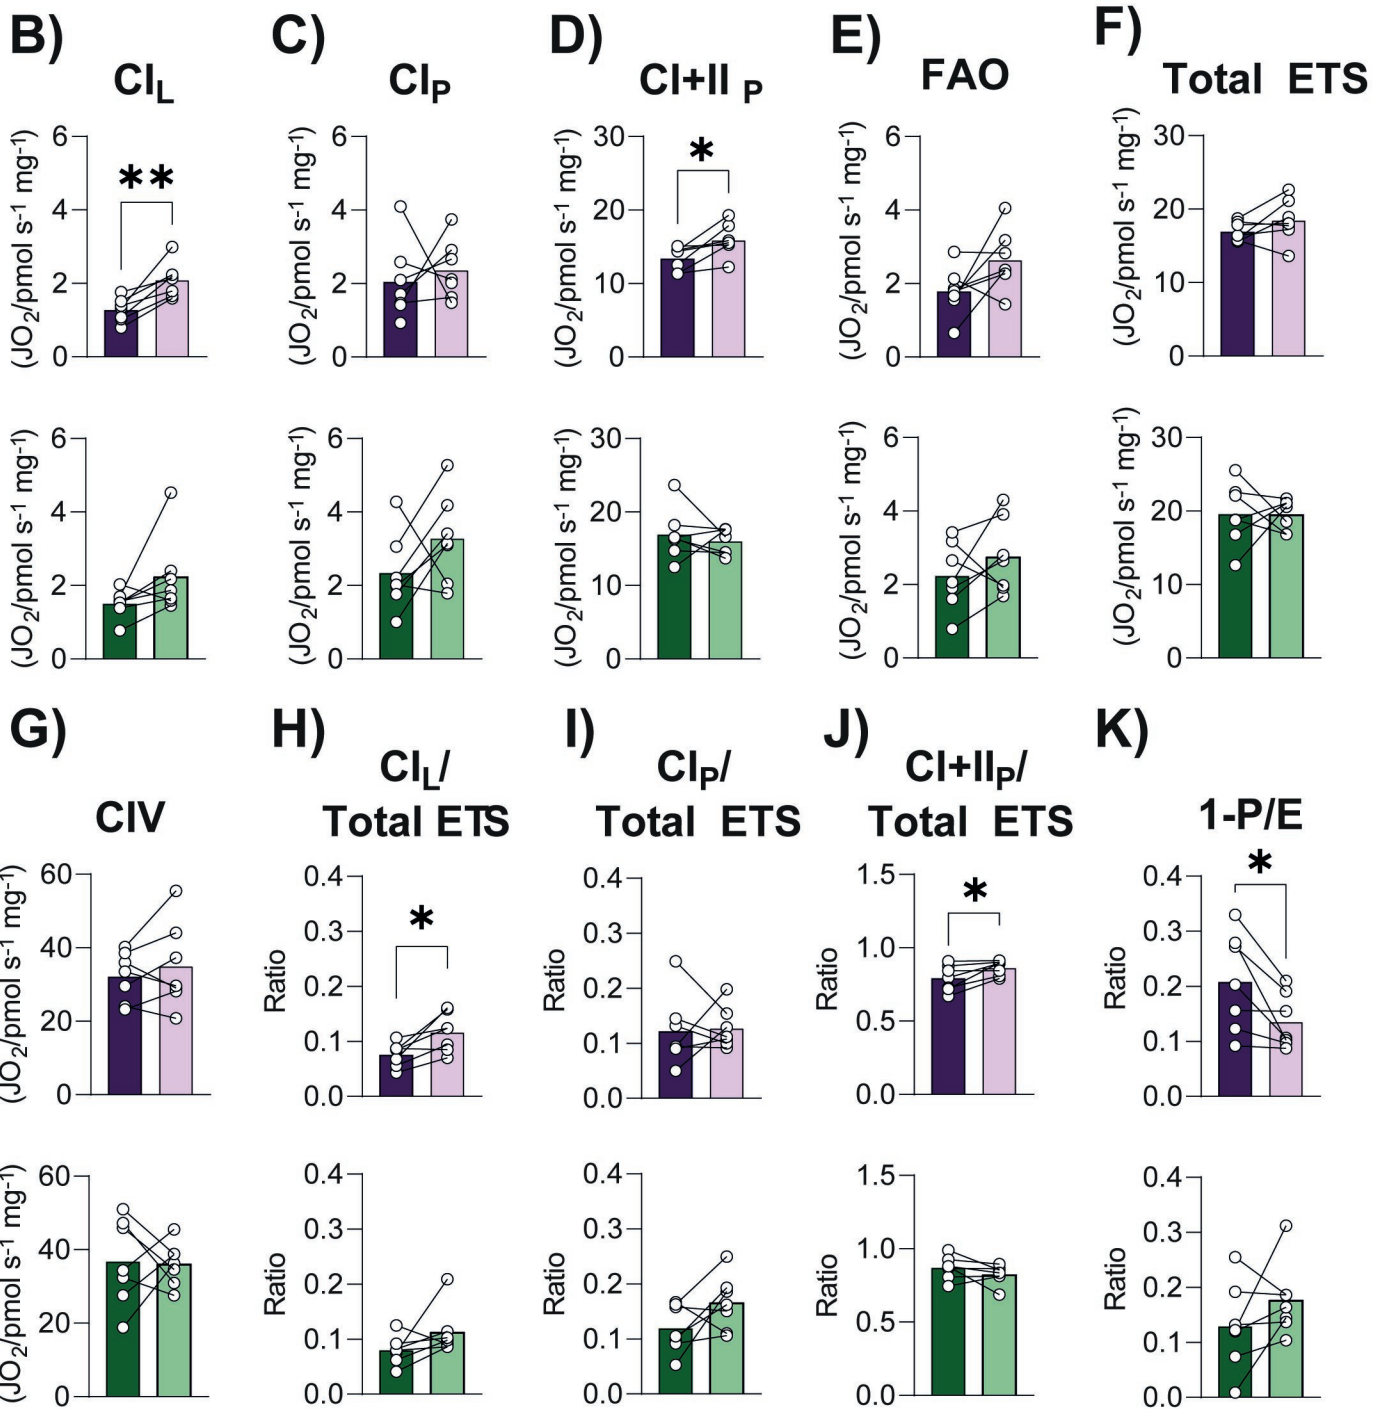 B)
C)
D)
E)
F)
CI_L
CI_P
CI+II _P
FAO
Total ETS
(JO₂/pmol s⁻¹ mg⁻¹)
6
4
2
0
**
(JO₂/pmol s⁻¹ mg⁻¹)
6
4
2
0
(JO₂/pmol s⁻¹ mg⁻¹)
30
20
10
0
*
(JO₂/pmol s⁻¹ mg⁻¹)
6
4
2
0
(JO₂/pmol s⁻¹ mg⁻¹)
30
20
10
0
(JO₂/pmol s⁻¹ mg⁻¹)
6
4
2
0
(JO₂/pmol s⁻¹ mg⁻¹)
6
4
2
0
(JO₂/pmol s⁻¹ mg⁻¹)
30
20
10
0
(JO₂/pmol s⁻¹ mg⁻¹)
6
4
2
0
(JO₂/pmol s⁻¹ mg⁻¹)
30
20
10
0
G)
H)
I)
J)
K)
CIV
CI_L/
Total ETS
CI_P/
Total ETS
CI+II_P/
Total ETS
1-P/E
(JO₂/pmol s⁻¹ mg⁻¹)
60
40
20
0
Ratio
0.4
0.3
0.2
0.1
0.0
*
Ratio
0.4
0.3
0.2
0.1
0.0
Ratio
1.5
1.0
0.5
0.0
*
Ratio
0.4
0.3
0.2
0.1
0.0
*
(JO₂/pmol s⁻¹ mg⁻¹)
60
40
20
0
Ratio
0.4
0.3
0.2
0.1
0.0
Ratio
0.4
0.3
0.2
0.1
0.0
Ratio
1.5
1.0
0.5
0.0
Ratio
0.4
0.3
0.2
0.1
0.0